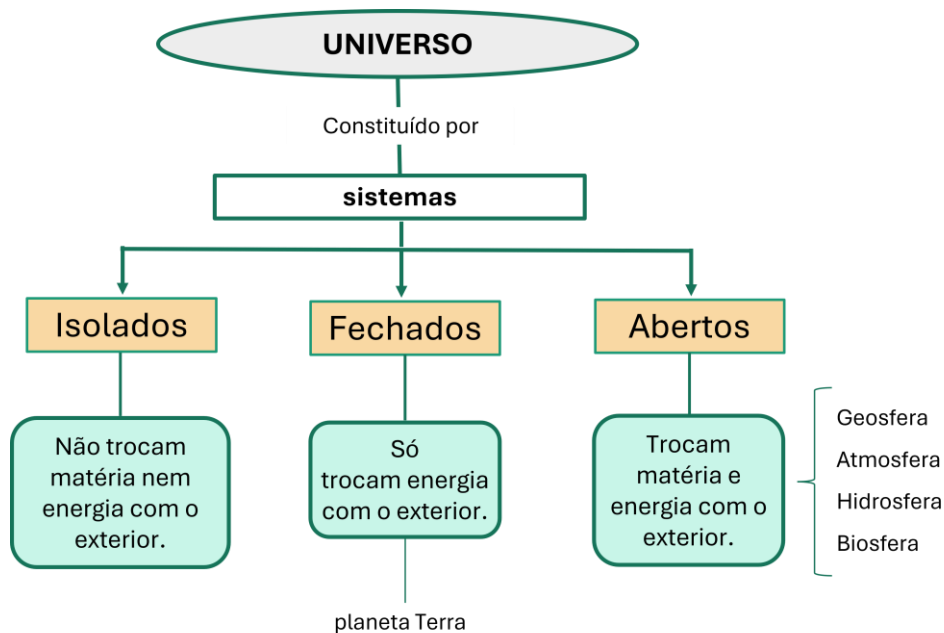 UNIVERSO
Constituído por
sistemas
Isolados
Fechados
Abertos
Não trocam
matéria nem
energia com o
exterior.
Só
trocam energia
com o exterior.
planeta Terra
Trocam
matéria e
energia com o
exterior.
Geosfera
Atmosfera
Hidrosfera
Biosfera